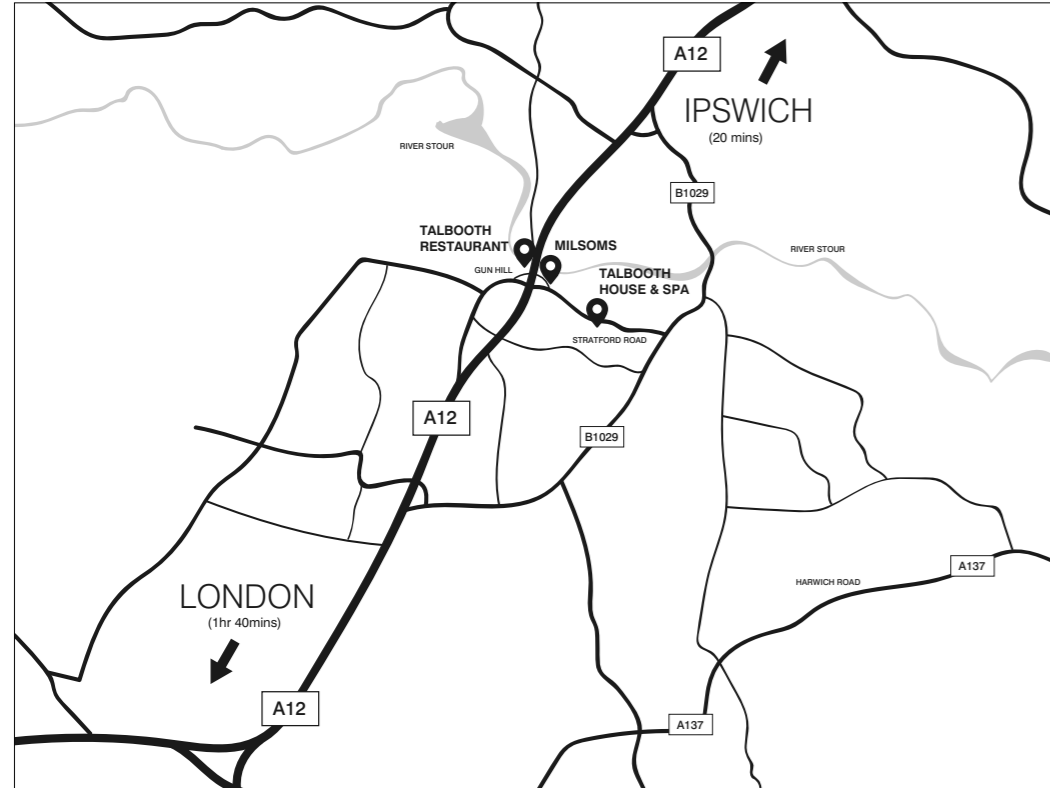 A12
IPSWICH
(20 mins)
RIVER STOUR
B1029
TALBOOTH
RESTAURANT
MILSOMS
RIVER STOUR
GUN HILL
TALBOOTH
HOUSE & SPA
STRATFORD ROAD
A12
B1029
A137
HARWICH ROAD
LONDON
(1hr 40mins)
A12
A137